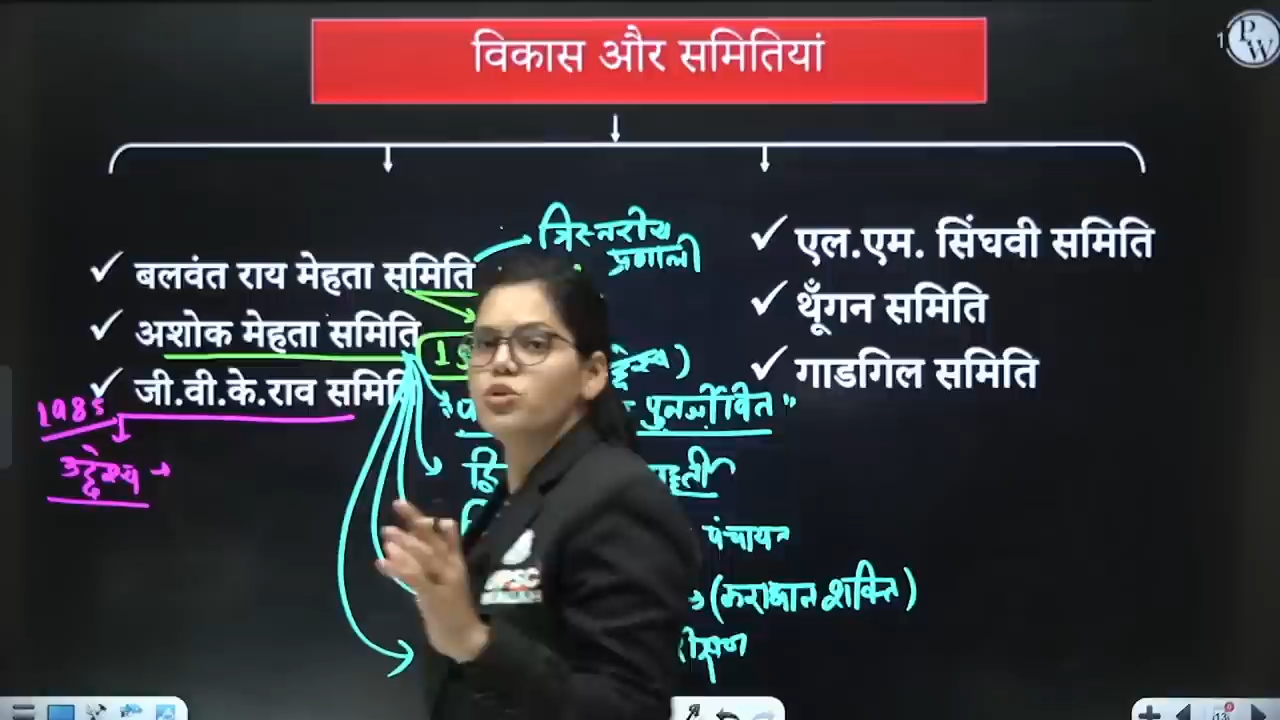 विकास और समितियां
PW
त्रिस्तरीय
प्रणाली
बलवंत राय मेहता समिति
अशोक मेहता समिति
जी.वी.के.राव
1985
उद्देश्य →
पुनर्जीवित"
पंचायत
→ (कराधान शक्ति)
एल.एम. सिंघवी समिति
थूँगन समिति
गाडगिल समिति